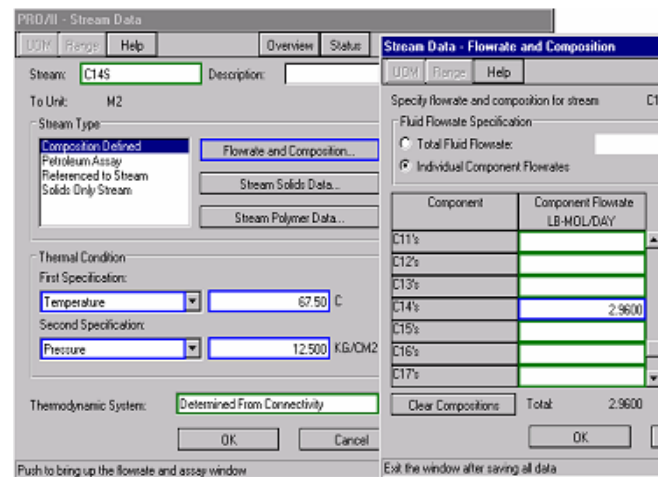 PRO/II - Stream Data
UOM Range Help Overview Status
Stream: C14S Description:
To Unit: M2
Stream Type
Composition Defined
Petroleum Assay
Referenced to Stream
Solids Only Stream
Flowrate and Composition...
Stream Solids Data...
Stream Polymer Data...
Thermal Condition
First Specification:
Temperature 67.50 C
Second Specification:
Pressure 12.500 KG/CM2
Thermodynamic System: Determined From Connectivity
OK Cancel
Push to bring up the flowrate and assay window
Stream Data - Flowrate and Composition
UOM Range Help
Specify flowrate and composition for stream C1
Fluid Flowrate Specification
Total Fluid Flowrate:
Individual Component Flowrates
Component Component Flowrate
LB-MOL/DAY
C11's
C12's
C13's
C14's 2.9600
C15's
C16's
C17's
Clear Compositions Total: 2.9600
OK
Exit the window after saving all data